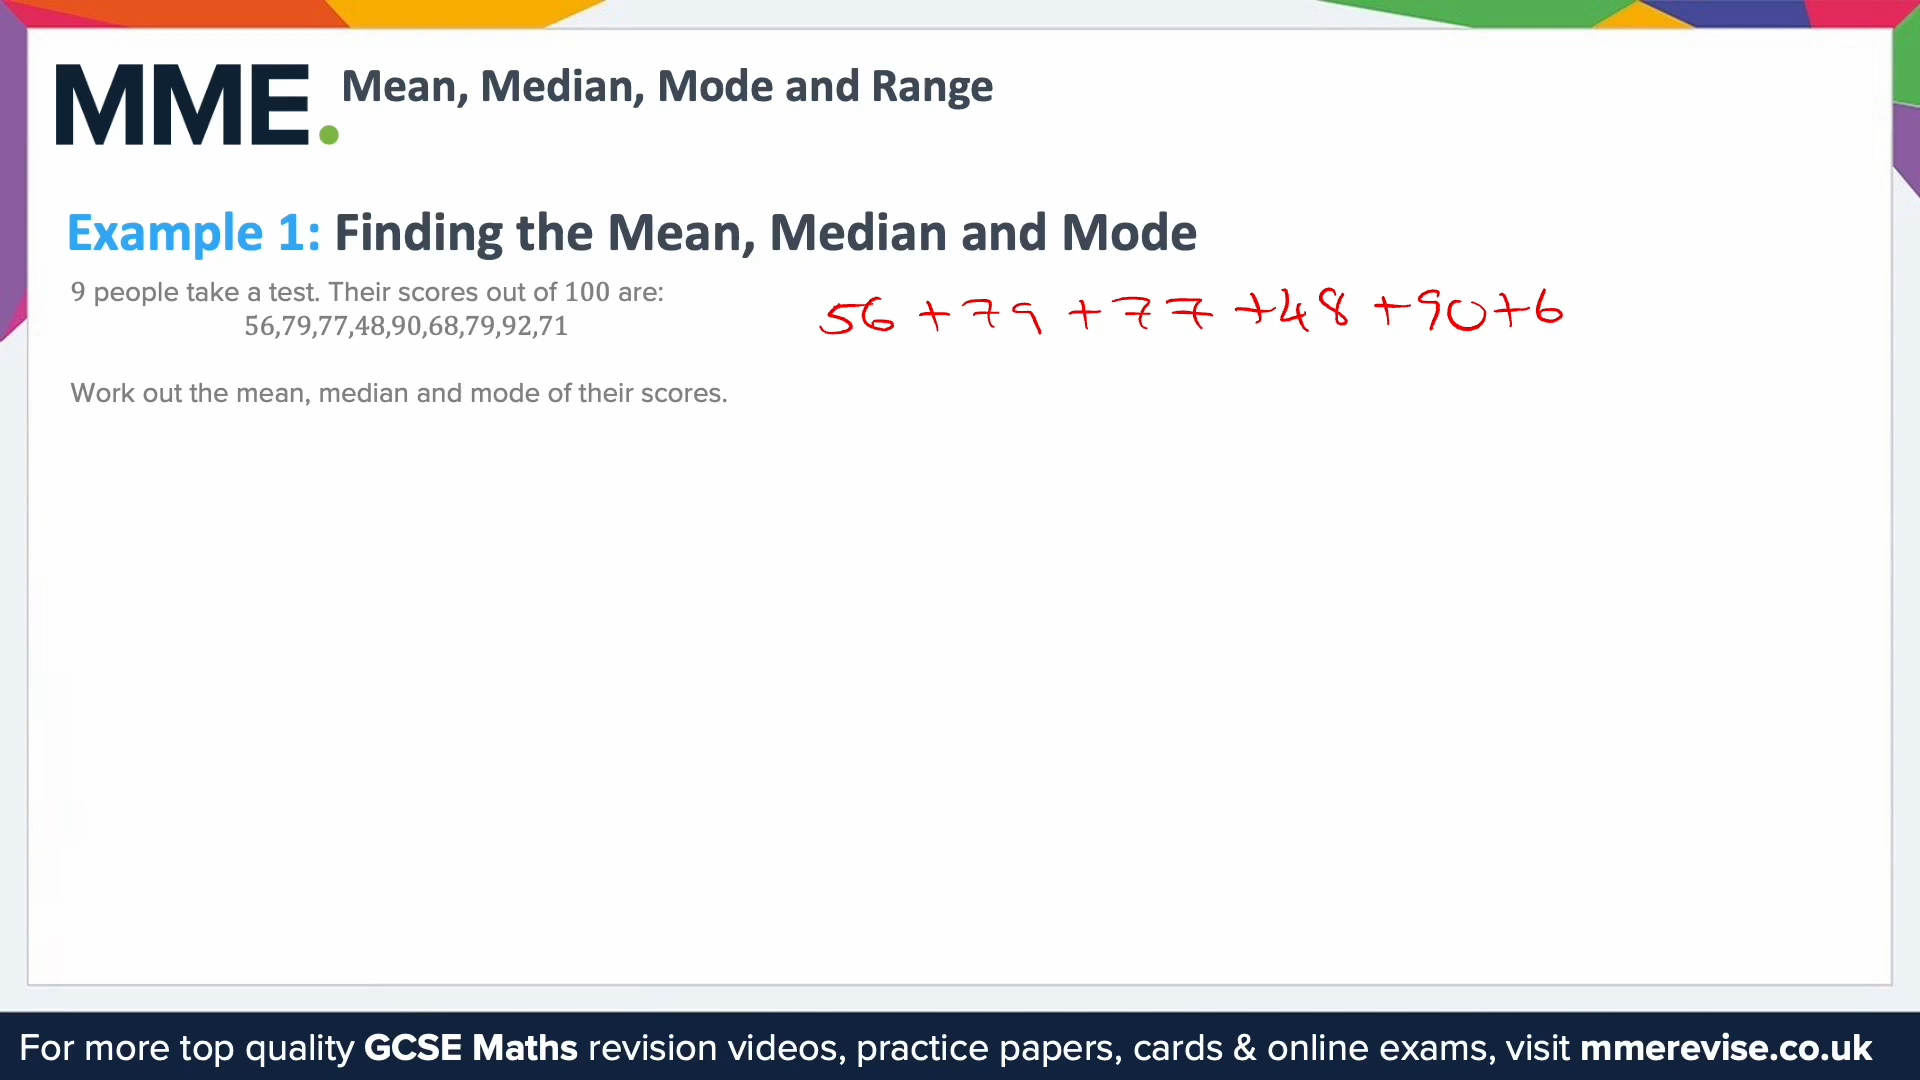 MME.
Mean, Median, Mode and Range
Example 1: Finding the Mean, Median and Mode
9 people take a test. Their scores out of 100 are:
56,79,77,48,90,68,79,92,71
56 + 79 + 77 + 48 + 90 + 6
Work out the mean, median and mode of their scores.
For more top quality GCSE Maths revision videos, practice papers, cards & online exams, visit mmerevise.co.uk